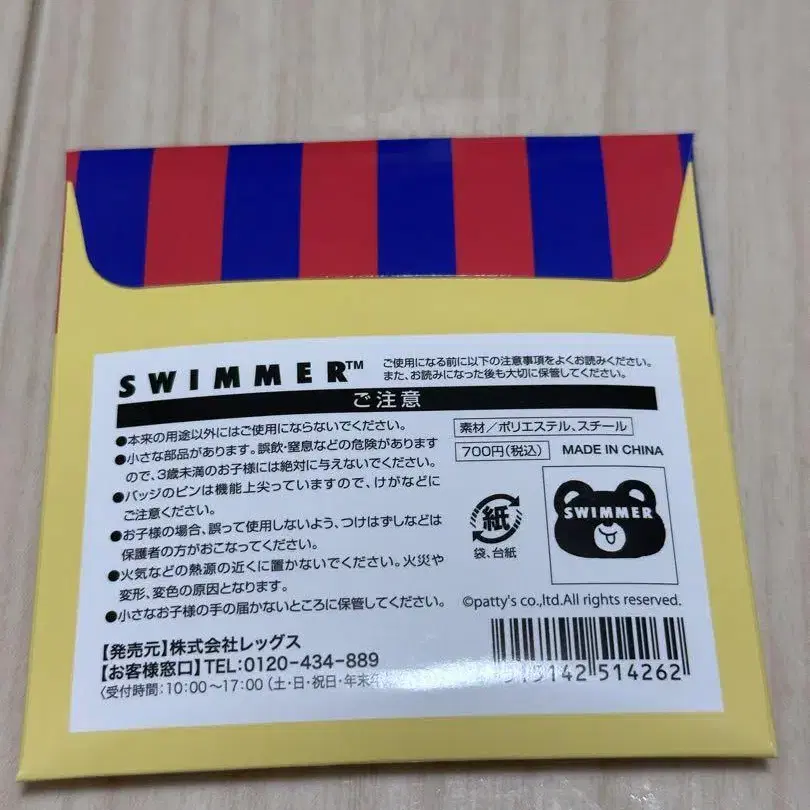 SWIMMER™
ご使用になる前に以下の注意事項をよくお読みください。
また、お読みになった後も大切に保管してください。
ご注意
●本来の用途以外にはご使用にならないでください。
●小さな部品があります。誤飲・窒息などの危険があります
ので、3歳未満のお子様には絶対に与えないでください。
●バッジのピンは機能上尖っていますので、けがなどに
ご注意ください。
●お子様の場合、誤って使用しないよう、つけはずしなどは
保護者の方がおこなってください。
●火気などの熱源の近くに置かないでください。火災や
変形、変色の原因となります。
●小さなお子様の手の届かないところに保管してください。
素材/ポリエステル、スチール
700円(税込) MADE IN CHINA
紙
袋、台紙
SWIMMER
©patty's co.,ltd.All rights reserved.
【発売元】株式会社レッグス
【お客様窓口】TEL:0120-434-889
〈受付時間:10:00〜17:00(土・日・祝日・年末
514262